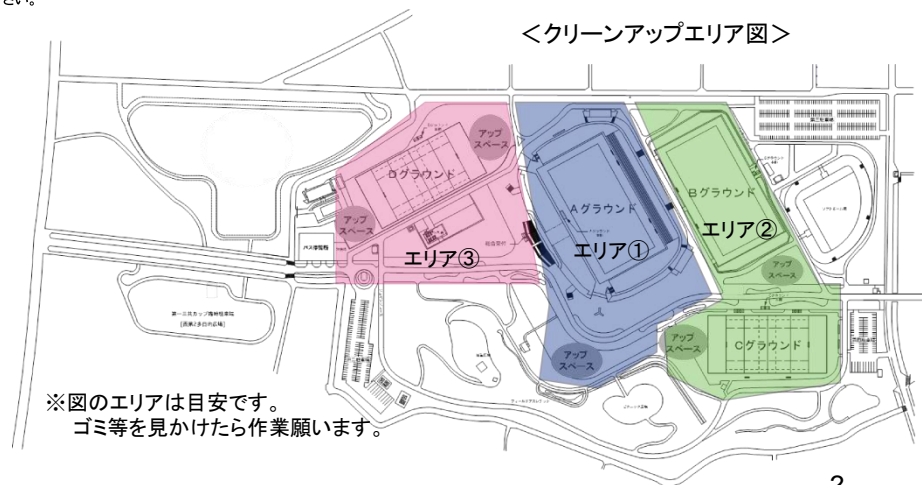 さい。
＜クリーンアップエリア図＞
アップ
スペース
Dグラウンド
アップ
スペース
バス停留所
エリア③
Aグラウンド
エリア①
Bグラウンド
エリア②
アップ
スペース
アップ
スペース
Cグラウンド
アップ
スペース
※図のエリアは目安です。
ゴミ等を見かけたら作業願います。
2